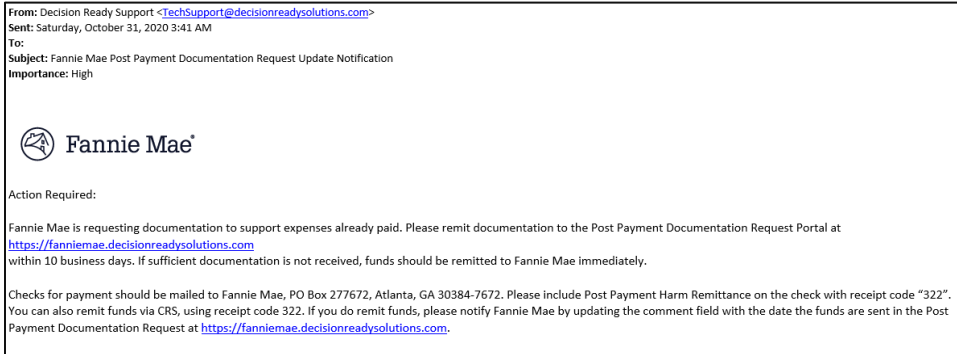 From: Decision Ready Support <TechSupport@decisionreadysolutions.com>
Sent: Saturday, October 31, 2020 3:41 AM
To:
Subject: Fannie Mae Post Payment Documentation Request Update Notification
Importance: High
Fannie Mae®
Action Required:
Fannie Mae is requesting documentation to support expenses already paid. Please remit documentation to the Post Payment Documentation Request Portal at
https://fanniemae.decisionreadysolutions.com
within 10 business days. If sufficient documentation is not received, funds should be remitted to Fannie Mae immediately.
Checks for payment should be mailed to Fannie Mae, PO Box 277672, Atlanta, GA 30384-7672. Please include Post Payment Harm Remittance on the check with receipt code "322".
You can also remit funds via CRS, using receipt code 322. If you do remit funds, please notify Fannie Mae by updating the comment field with the date the funds are sent in the Post
Payment Documentation Request at https://fanniemae.decisionreadysolutions.com.